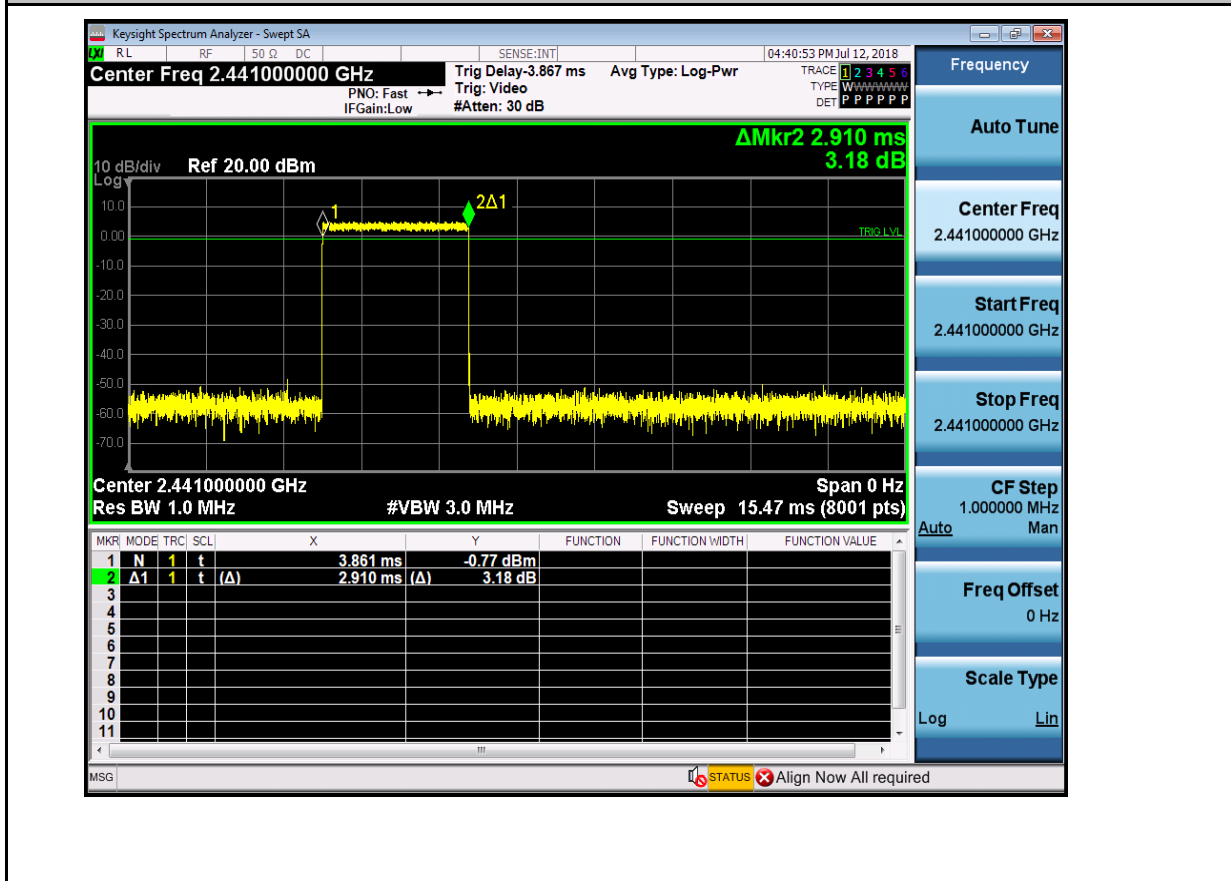 Keysight Spectrum Analyzer - Swept SA
LXI RL RF 50 Ω DC SENSE:INT 04:40:53 PM Jul 12, 2018
Center Freq 2.441000000 GHz
PNO: Fast
IFGain:Low
Trig Delay-3.867 ms
Trig: Video
#Atten: 30 dB
Avg Type: Log-Pwr
TRACE 1 2 3 4 5 6
TYPE WWWWWW
DET P P P P P P
ΔMkr2 2.910 ms
3.18 dB
10 dB/div Ref 20.00 dBm
Log
10.0
0.00
-10.0
-20.0
-30.0
-40.0
-50.0
-60.0
-70.0
1
2Δ1
TRIG LVL
Center 2.441000000 GHz Span 0 Hz
Res BW 1.0 MHz #VBW 3.0 MHz Sweep 15.47 ms (8001 pts)
MKR MODE TRC SCL X Y FUNCTION FUNCTION WIDTH FUNCTION VALUE
1 N 1 t 3.861 ms -0.77 dBm
2 Δ1 1 t (Δ) 2.910 ms (Δ) 3.18 dB
3
4
5
6
7
8
9
10
11
MSG STATUS Align Now All required
Frequency
Auto Tune
Center Freq
2.441000000 GHz
Start Freq
2.441000000 GHz
Stop Freq
2.441000000 GHz
CF Step
1.000000 MHz
Auto Man
Freq Offset
0 Hz
Scale Type
Log Lin